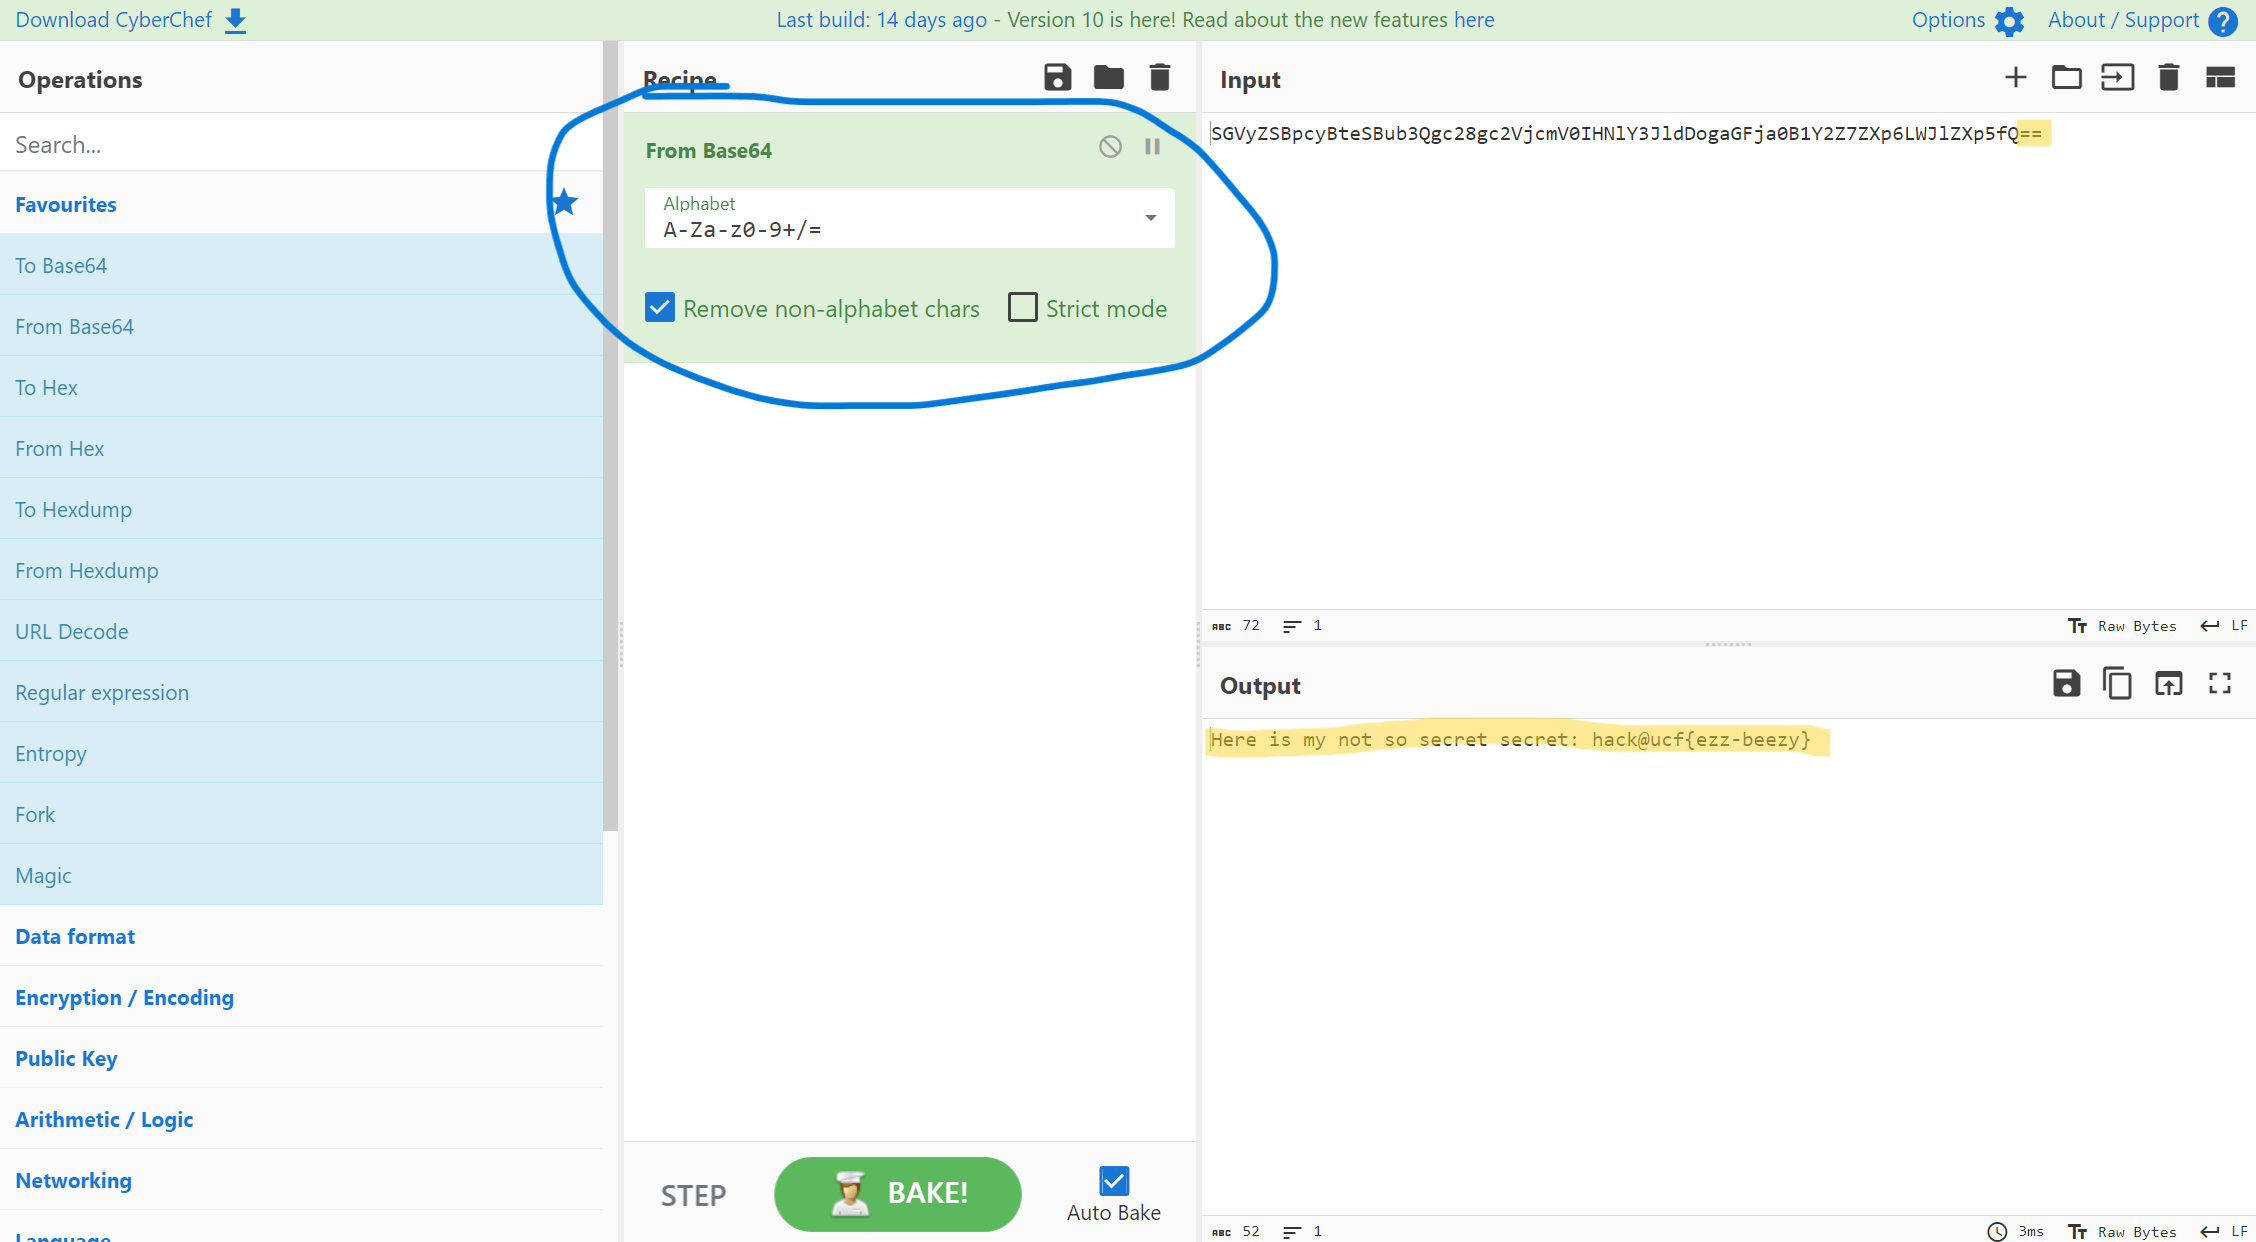 Download CyberChef
Last build: 14 days ago - Version 10 is here! Read about the new features here
Options
About / Support
Operations
Search...
Favourites
To Base64
From Base64
To Hex
From Hex
To Hexdump
From Hexdump
URL Decode
Regular expression
Entropy
Fork
Magic
Data format
Encryption / Encoding
Public Key
Arithmetic / Logic
Networking
Language
Recipe
From Base64
Alphabet
A-Za-z0-9+/=
Remove non-alphabet chars
Strict mode
STEP
BAKE!
Auto Bake
Input
SGVyZSBpcyBteSBub3Qgc28gc2VjcmV0IHNlY3JldDogaGFja0B1Y2Z7ZXp6LWJlZXp5fQ==
ABC 72
1
Tт Raw Bytes
LF
Output
Here is my not so secret secret: hack@ucf{ezz-beezy}
ABC 52
1
3ms
Tт Raw Bytes
LF